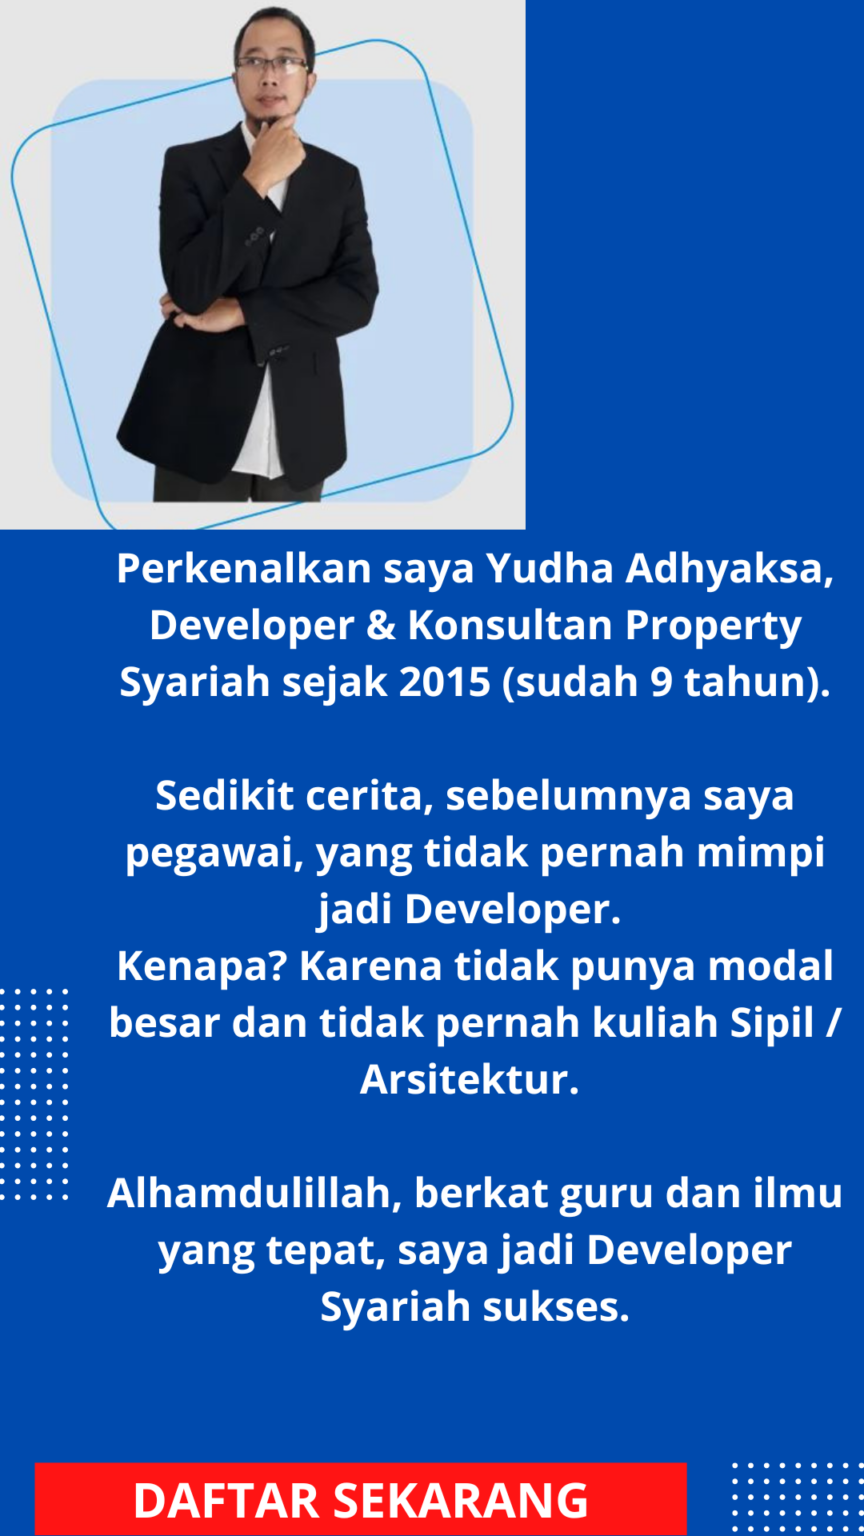 Perkenalkan saya Yudha Adhyaksa,
Developer & Konsultan Property
Syariah sejak 2015 (sudah 9 tahun).
Sedikit cerita, sebelumnya saya
pegawai, yang tidak pernah mimpi
jadi Developer.
Kenapa? Karena tidak punya modal
besar dan tidak pernah kuliah Sipil /
Arsitektur.
Alhamdulillah, berkat guru dan ilmu
yang tepat, saya jadi Developer
Syariah sukses.
DAFTAR SEKARANG